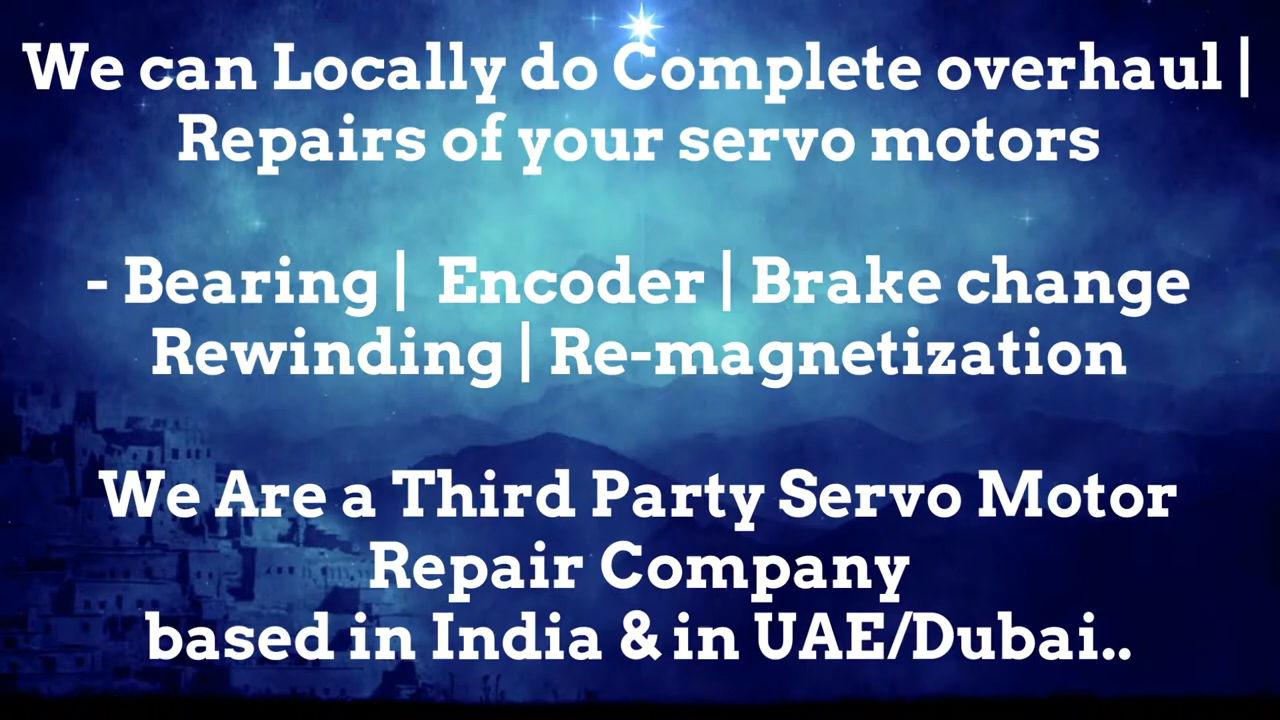 We can Locally do Complete overhaul |
Repairs of your servo motors
- Bearing | Encoder | Brake change
Rewinding | Re-magnetization
We Are a Third Party Servo Motor
Repair Company
based in India & in UAE/Dubai..